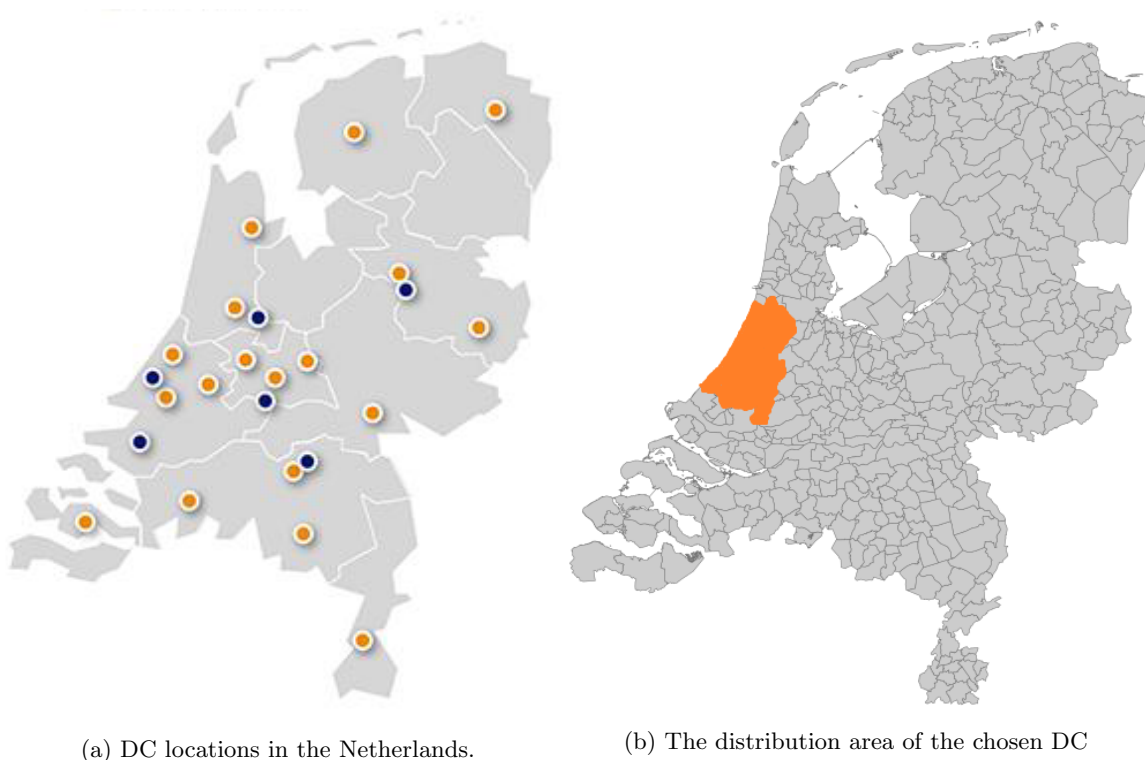 (a) DC locations in the Netherlands.
(b) The distribution area of the chosen DC